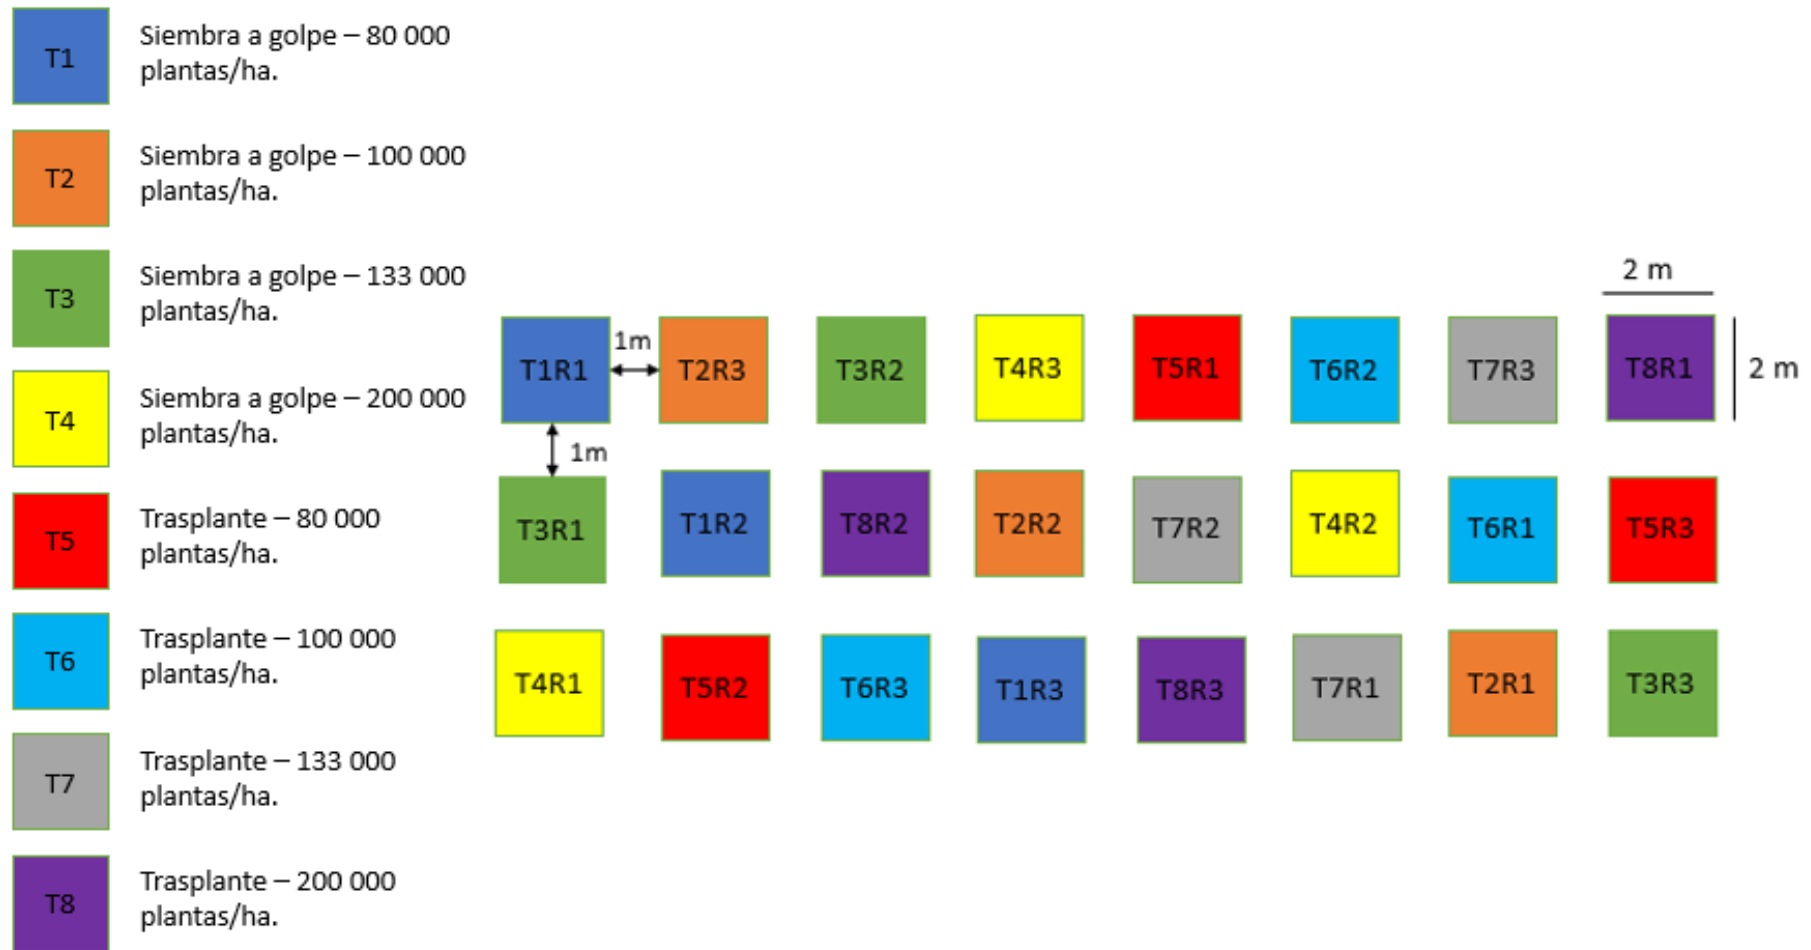 T1
Siembra a golpe – 80 000
plantas/ha.
T2
Siembra a golpe – 100 000
plantas/ha.
T3
Siembra a golpe – 133 000
plantas/ha.
T4
Siembra a golpe – 200 000
plantas/ha.
T5
Trasplante – 80 000
plantas/ha.
T6
Trasplante – 100 000
plantas/ha.
T7
Trasplante – 133 000
plantas/ha.
T8
Trasplante – 200 000
plantas/ha.
2 m
T1R1 1m T2R3 T3R2 T4R3 T5R1 T6R2 T7R3 T8R1 2 m
1m
T3R1 T1R2 T8R2 T2R2 T7R2 T4R2 T6R1 T5R3
T4R1 T5R2 T6R3 T1R3 T8R3 T7R1 T2R1 T3R3